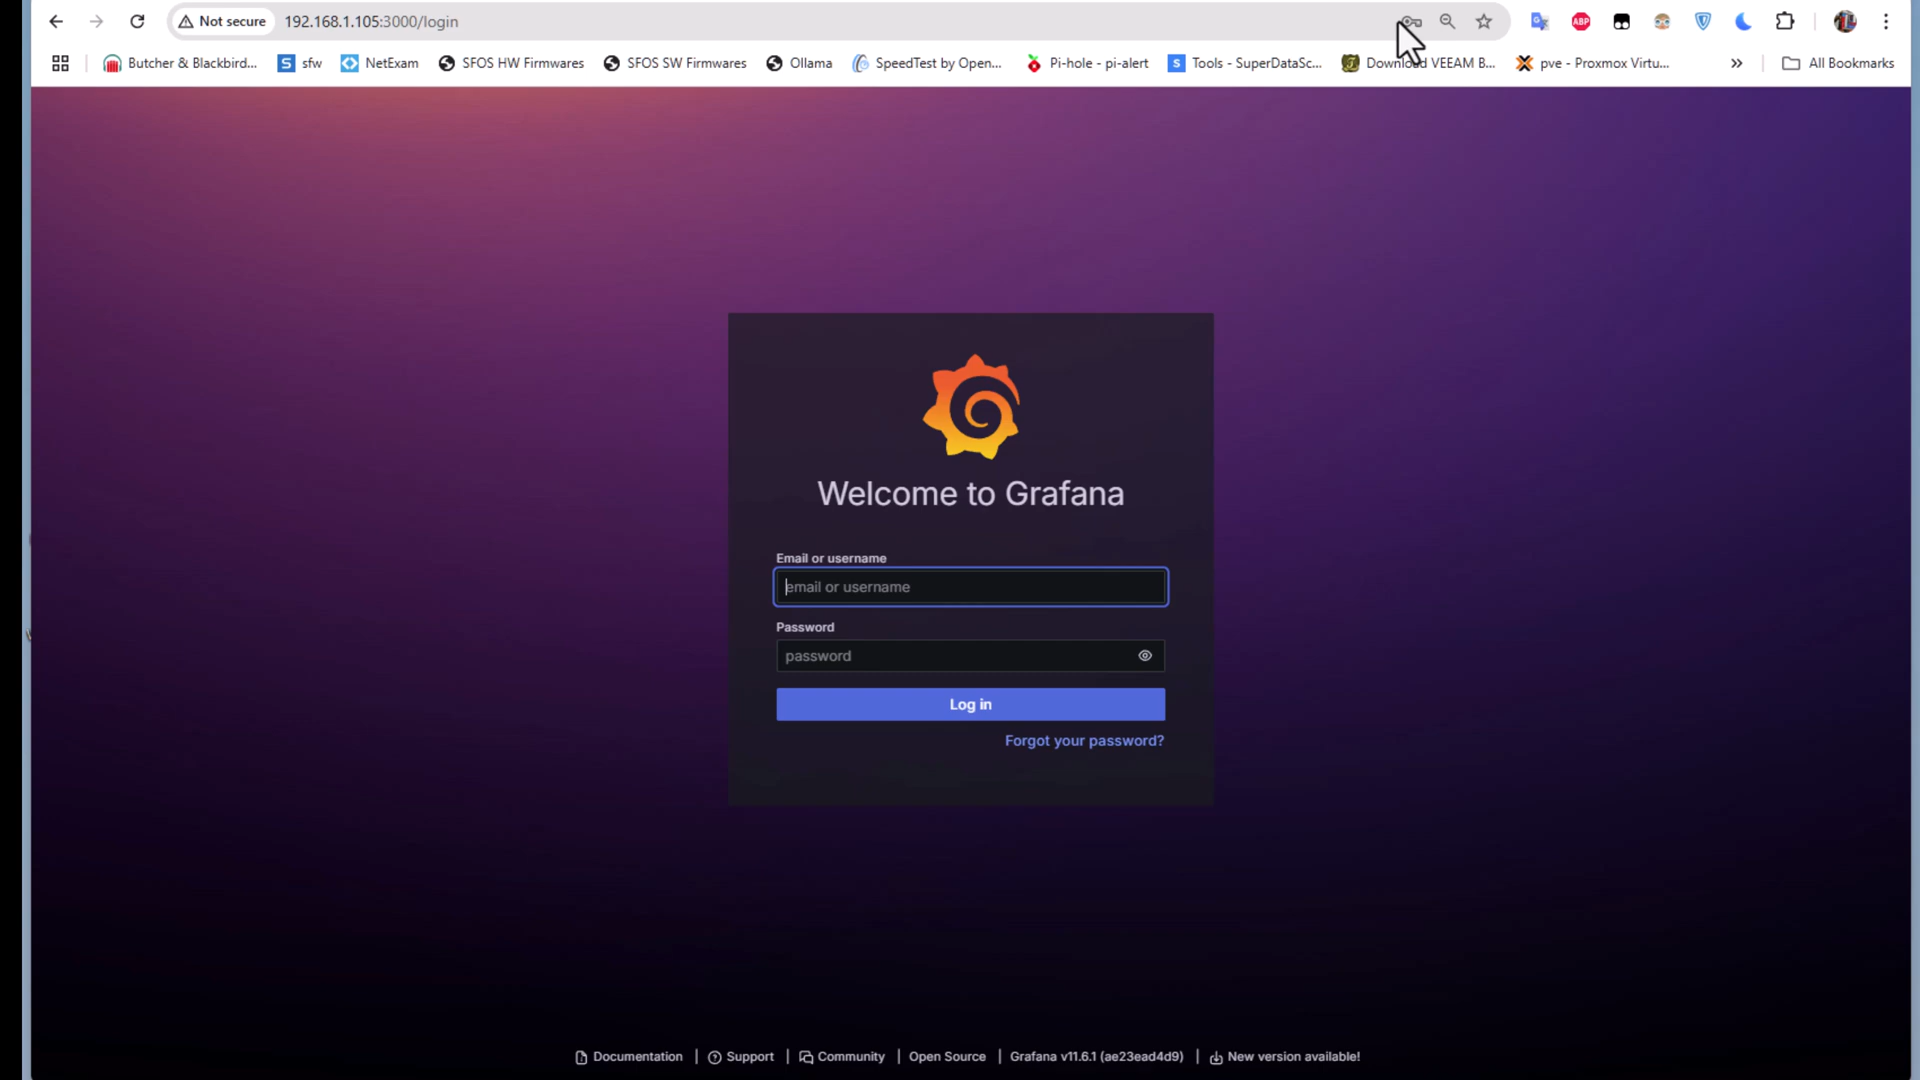 Not secure 192.168.1.105:3000/login
ABP
Butcher & Blackbird... sfw NetExam SFOS HW Firmwares SFOS SW Firmwares Ollama SpeedTest by Open... Pi-hole - pi-alert Tools - SuperDataSc... Download VEEAM B... pve - Proxmox Virtu... » All Bookmarks
Welcome to Grafana
Email or username
email or username
Password
password
Log in
Forgot your password?
Documentation | Support | Community | Open Source | Grafana v11.6.1 (ae23ead4d9) | New version available!